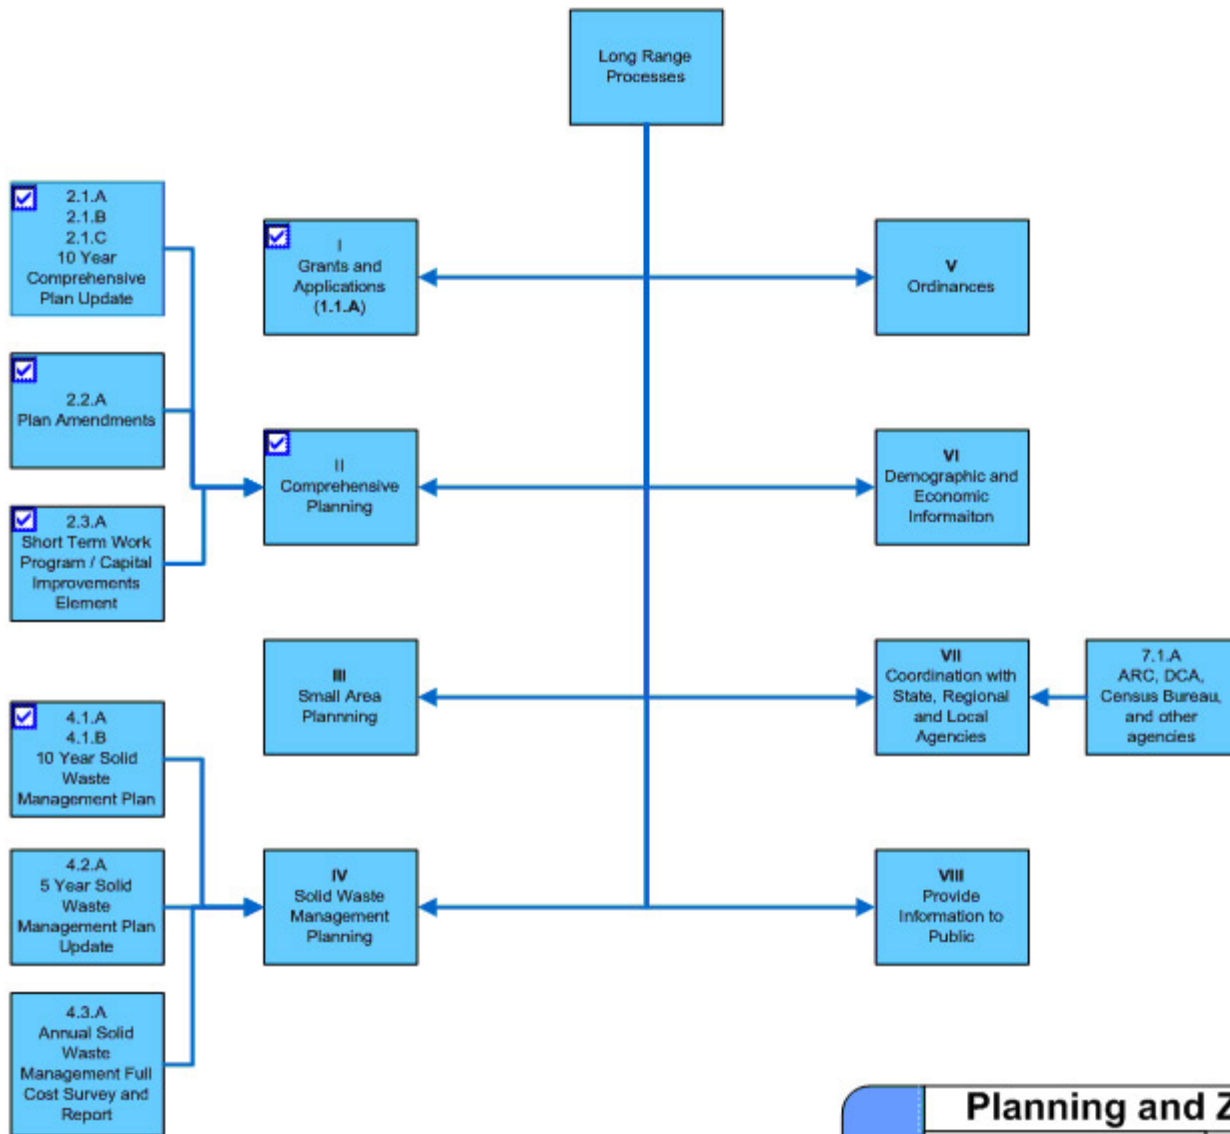 Long Range
Processes
2.1.A
2.1.B
2.1.C
10 Year
Comprehensive
Plan Update
I
Grants and
Applications
(1.1.A)
V
Ordinances
2.2.A
Plan Amendments
II
Comprehensive
Planning
VI
Demographic and
Economic
Informaiton
2.3.A
Short Term Work
Program / Capital
Improvements
Element
III
Small Area
Plannning
VII
Coordination with
State, Regional
and Local
Agencies
7.1.A
ARC, DCA,
Census Bureau,
and other
agencies
4.1.A
4.1.B
10 Year Solid
Waste
Management Plan
4.2.A
5 Year Solid
Waste
Management Plan
Update
IV
Solid Waste
Management
Planning
VIII
Provide
Information to
Public
4.3.A
Annual Solid
Waste
Management Full
Cost Survey and
Report
Planning and Z